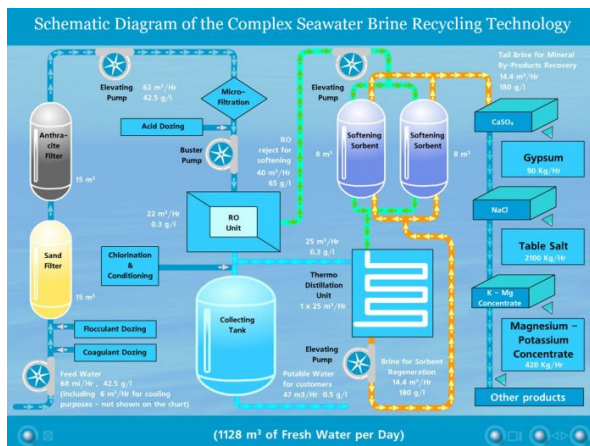 Schematic Diagram of the Complex Seawater Brine Recycling Technology
Elevating
Pump
62 m³/Hr
42.5 g/l
Micro-
Filtration
Elevating
Pump
Tall Brine for Mineral
By-Products Recovery
14.4 m³/Hr
180 g/l
Anthra-
cite
Filter
15 m³
Acid Dozing
Buster
Pump
RO
reject for
softening
40 m³/Hr
65 g/l
8 m³
Softening
Sorbent
Softening
Sorbent
8 m³
CaSO₄
Gypsum
90 Kg/Hr
22 m³/Hr
0.3 g/l
RO
Unit
NaCl
Table Salt
2100 Kg/Hr
Sand
Filter
15 m³
Chlorination
&
Conditioning
25 m³/Hr
0.3 g/l
Thermo
Distillation
Unit
1 x 25 m³/Hr
K - Mg
Concentrate
Magnesium -
Potassium
Concentrate
420 Kg/Hr
Flocculant Dozing
Coagulant Dozing
Collecting
Tank
Elevating
Pump
Feed Water
68 ml/Hr , 42.5 g/l
(Including 6 m³/Hr for couling
purposes - not shown on the chart)
Potable Water
for customers
47 m3/Hr 0.5 g/l
Brine for Sorbent
Regeneration
14.4 m³/Hr
180 g/l
Other products
(1128 m³ of Fresh Water per Day)